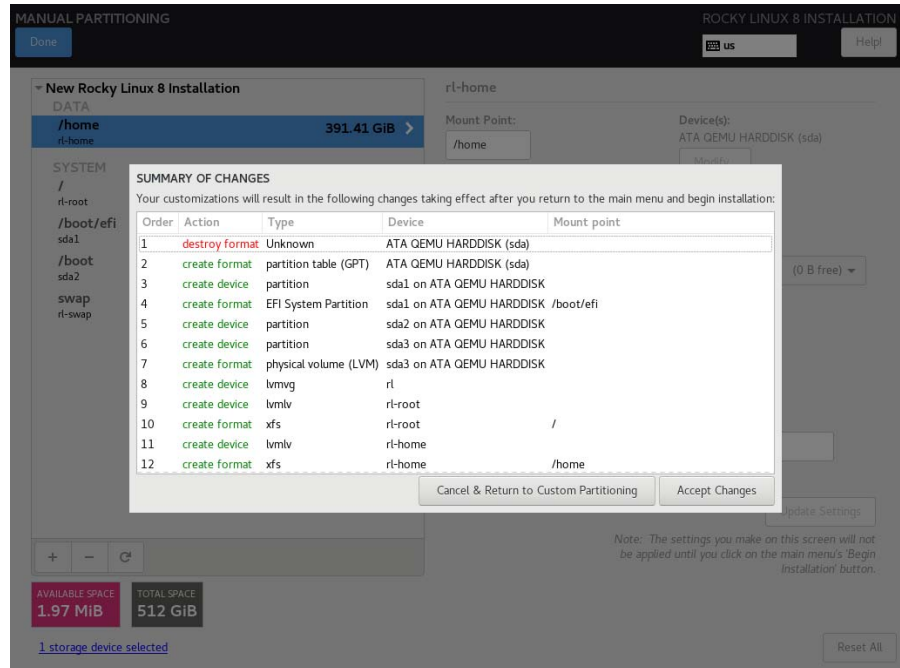 MANUAL PARTITIONING
ROCKY LINUX 8 INSTALLATION
Done
us
Help!
New Rocky Linux 8 Installation
DATA
/home
391.41 GiB
rl-home
SYSTEM
/
rl-root
/boot/efi
sda1
/boot
sda2
swap
rl-swap
rl-home
Mount Point:
/home
Device(s):
ATA QEMU HARDDISK (sda)
Modify...
(0 B free)
SUMMARY OF CHANGES
Your customizations will result in the following changes taking effect after you return to the main menu and begin installation:
Order Action Type Device Mount point
1 destroy format Unknown ATA QEMU HARDDISK (sda)
2 create format partition table (GPT) ATA QEMU HARDDISK (sda)
3 create device partition sda1 on ATA QEMU HARDDISK
4 create format EFI System Partition sda1 on ATA QEMU HARDDISK /boot/efi
5 create device partition sda2 on ATA QEMU HARDDISK
6 create device partition sda3 on ATA QEMU HARDDISK
7 create format physical volume (LVM) sda3 on ATA QEMU HARDDISK
8 create device lvmvg rl
9 create device lvmlv rl-root
10 create format xfs rl-root /
11 create device lvmlv rl-home
12 create format xfs rl-home /home
Cancel & Return to Custom Partitioning
Accept Changes
Update Settings
Note: The settings you make on this screen will not
be applied until you click on the main menu's 'Begin
Installation' button.
+ −
AVAILABLE SPACE
1.97 MiB
TOTAL SPACE
512 GiB
1 storage device selected
Reset All